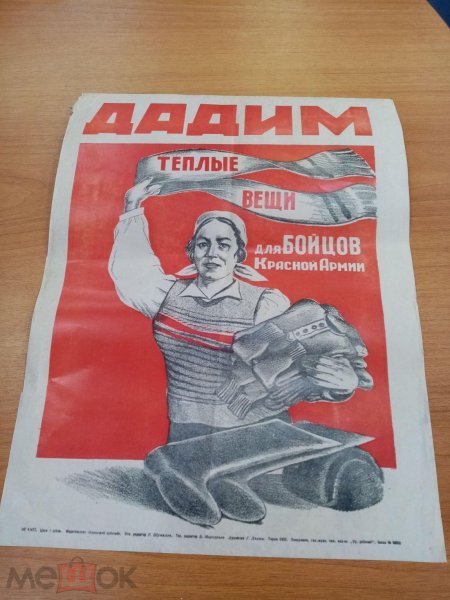 ДАДИМ
ТЕПЛЫЕ
ВЕЩИ
ДЛЯ БОЙЦОВ
КРАСНОЙ АРМИИ
МЕШОК